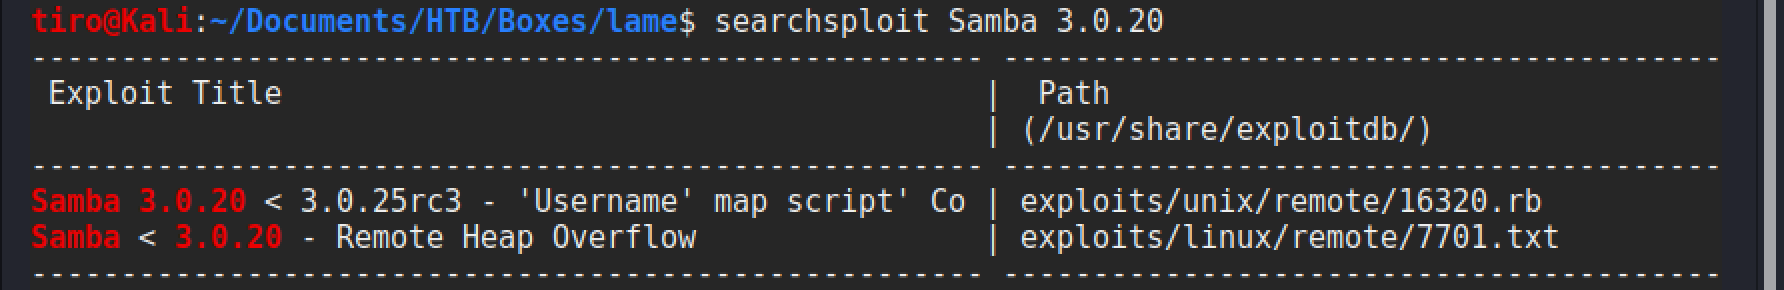 tiro@Kali:~/Documents/HTB/Boxes/lame$ searchsploit Samba 3.0.20
----------------------------------------------------- ----------------------------------------
 Exploit Title                                       |  Path
                                                     | (/usr/share/exploitdb/)
----------------------------------------------------- ----------------------------------------
Samba 3.0.20 < 3.0.25rc3 - 'Username' map script' Co | exploits/unix/remote/16320.rb
Samba < 3.0.20 - Remote Heap Overflow                | exploits/linux/remote/7701.txt
----------------------------------------------------- ----------------------------------------